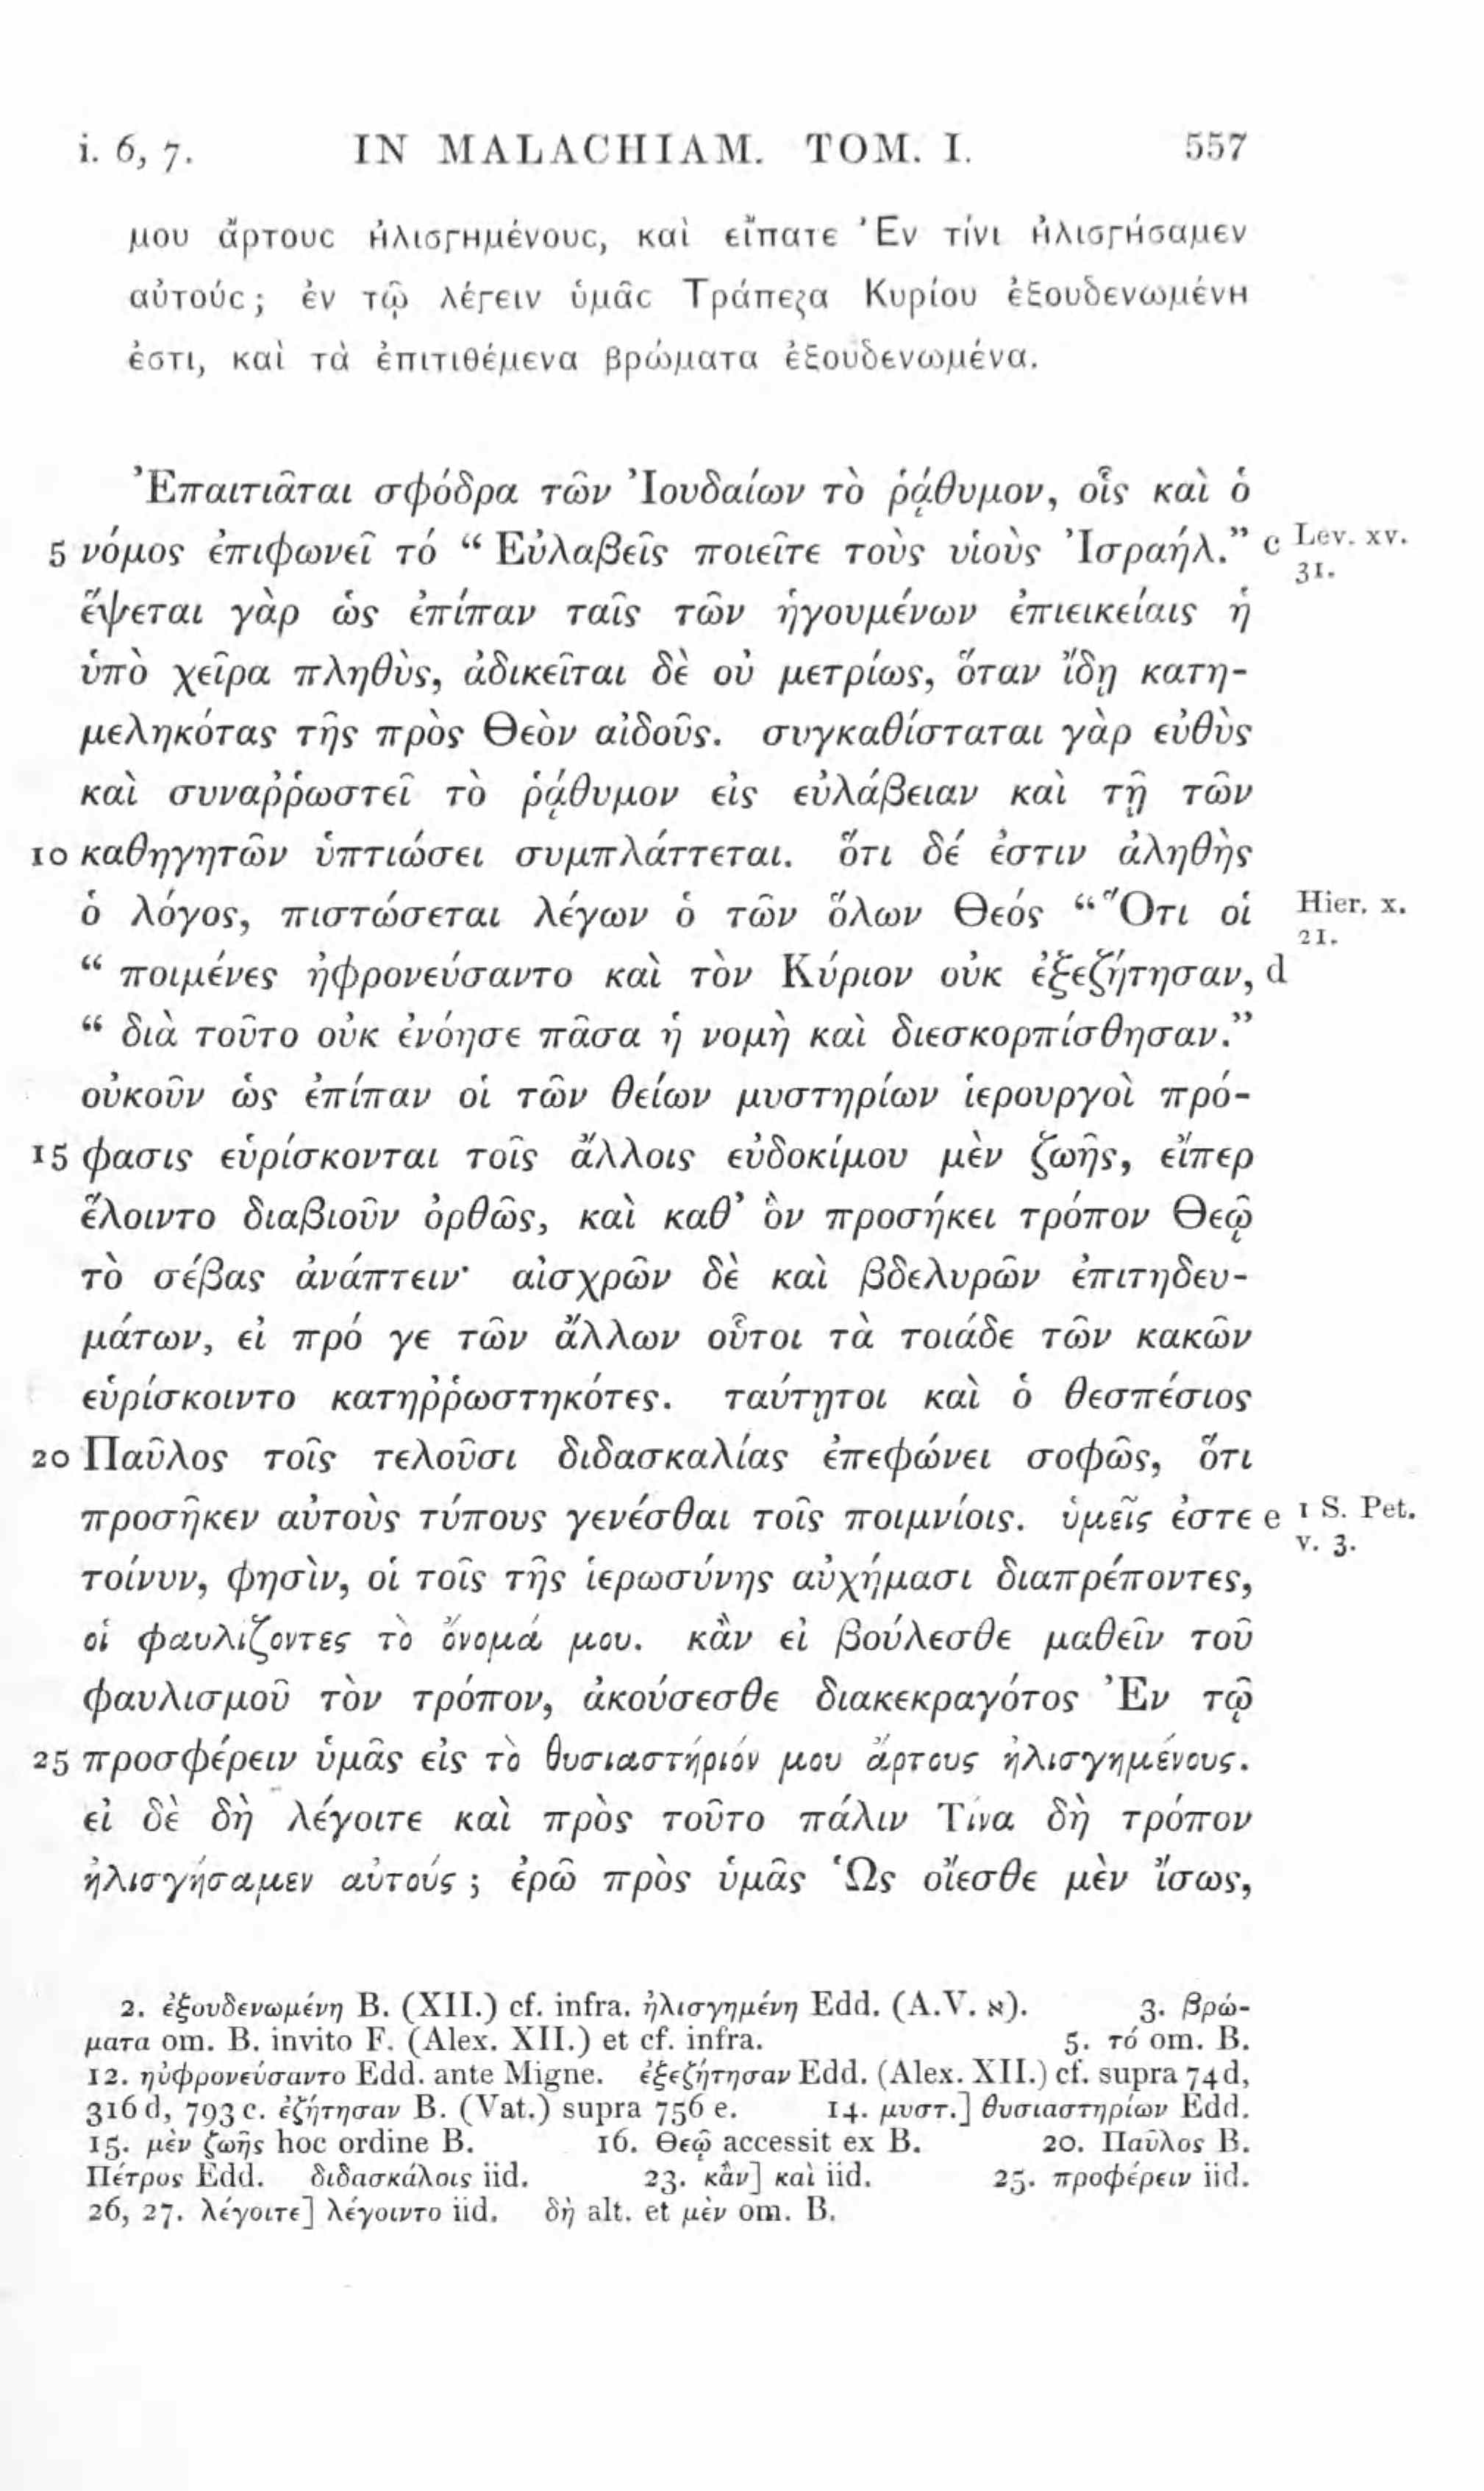 i. 6, 7. IN MALACHIAM. TOM. I. 557
μου ἄρτους ἠλισγημένους, καὶ εἴπατε Ἐν τίνι ἠλισγήσαμεν
αὐτούς; ἐν τῷ λέγειν ὑμᾶς Τράπεζα Κυρίου ἐξουδενωμένη
ἐστι, καὶ τὰ ἐπιτιθέμενα βρώματα ἐξουδενωμένα.
Ἐπαιτιᾶται σφόδρα τῶν Ἰουδαίων τὸ ῥᾴθυμον, οἷς καὶ ὁ
5 νόμος ἐπιφωνεῖ τό “ Εὐλαβεῖς ποιεῖτε τοὺς υἱοὺς Ἰσραήλ.” c Lev. xv.
31.
ἕψεται γὰρ ὡς ἐπίπαν ταῖς τῶν ἡγουμένων ἐπιεικείαις ἡ
ὑπὸ χεῖρα πληθὺς, ἀδικεῖται δὲ οὐ μετρίως, ὅταν ἴδῃ κατη-
μεληκότας τῆς πρὸς Θεὸν αἰδοῦς. συγκαθίσταται γὰρ εὐθὺς
καὶ συναῤῥωστεῖ τὸ ῥᾴθυμον εἰς εὐλάβειαν καὶ τῇ τῶν
10 καθηγητῶν ὑπτιώσει συμπλάττεται. ὅτι δέ ἐστιν ἀληθὴς
ὁ λόγος, πιστώσεται λέγων ὁ τῶν ὅλων Θεός “ Ὅτι οἱ Hier. x.
21.
“ ποιμένες ἠφρονεύσαντο καὶ τὸν Κύριον οὐκ ἐξεζήτησαν, d
“ διὰ τοῦτο οὐκ ἐνόησε πᾶσα ἡ νομὴ καὶ διεσκορπίσθησαν.”
οὐκοῦν ὡς ἐπίπαν οἱ τῶν θείων μυστηρίων ἱερουργοὶ πρό-
15 φασις εὑρίσκονται τοῖς ἄλλοις εὐδοκίμου μὲν ζωῆς, εἴπερ
ἕλοιντο διαβιοῦν ὀρθῶς, καὶ καθ’ ὃν προσήκει τρόπον Θεῷ
τὸ σέβας ἀνάπτειν· αἰσχρῶν δὲ καὶ βδελυρῶν ἐπιτηδευ-
μάτων, εἰ πρό γε τῶν ἄλλων οὗτοι τὰ τοιάδε τῶν κακῶν
εὑρίσκοιντο κατηῤῥωστηκότες. ταύτῃτοι καὶ ὁ θεσπέσιος
20 Παῦλος τοῖς τελοῦσι διδασκαλίας ἐπεφώνει σοφῶς, ὅτι
προσῆκεν αὐτοὺς τύπους γενέσθαι τοῖς ποιμνίοις. ὑμεῖς ἐστε e 1 S. Pet.
v. 3.
τοίνυν, φησὶν, οἱ τοῖς τῆς ἱερωσύνης αὐχήμασι διαπρέποντες,
οἱ φαυλίζοντες τὸ ὄνομά μου. κἂν εἰ βούλεσθε μαθεῖν τοῦ
φαυλισμοῦ τὸν τρόπον, ἀκούσεσθε διακεκραγότος Ἐν τῷ
25 προσφέρειν ὑμᾶς εἰς τὸ θυσιαστήριόν μου ἄρτους ἠλισγημένους.
εἰ δὲ δὴ λέγοιτε καὶ πρὸς τοῦτο πάλιν Τίνα δὴ τρόπον
ἠλισγήσαμεν αὐτούς ; ἐρῶ πρὸς ὑμᾶς Ὡς οἴεσθε μὲν ἴσως,
2. ἐξουδενωμένη B. (XII.) cf. infra. ἠλισγημένη Edd. (A.V. א). 3. βρώ-
ματα om. B. invito F. (Alex. XII.) et cf. infra. 5. τό om. B.
12. ηὐφρονεύσαντο Edd. ante Migne. ἐξεζήτησαν Edd. (Alex. XII.) cf. supra 74 d,
316 d, 793 c. ἐζήτησαν B. (Vat.) supra 756 e. 14. μυστ.] θυσιαστηρίων Edd.
15. μὲν ζωῆς hoc ordine B. 16. Θεῷ accessit ex B. 20. Παῦλος B.
Πέτρος Edd. διδασκάλοις iid. 23. κἂν] καὶ iid. 25. προφέρειν iid.
26, 27. λέγοιτε] λέγοιντο iid. δὴ alt. et μὲν om. B.